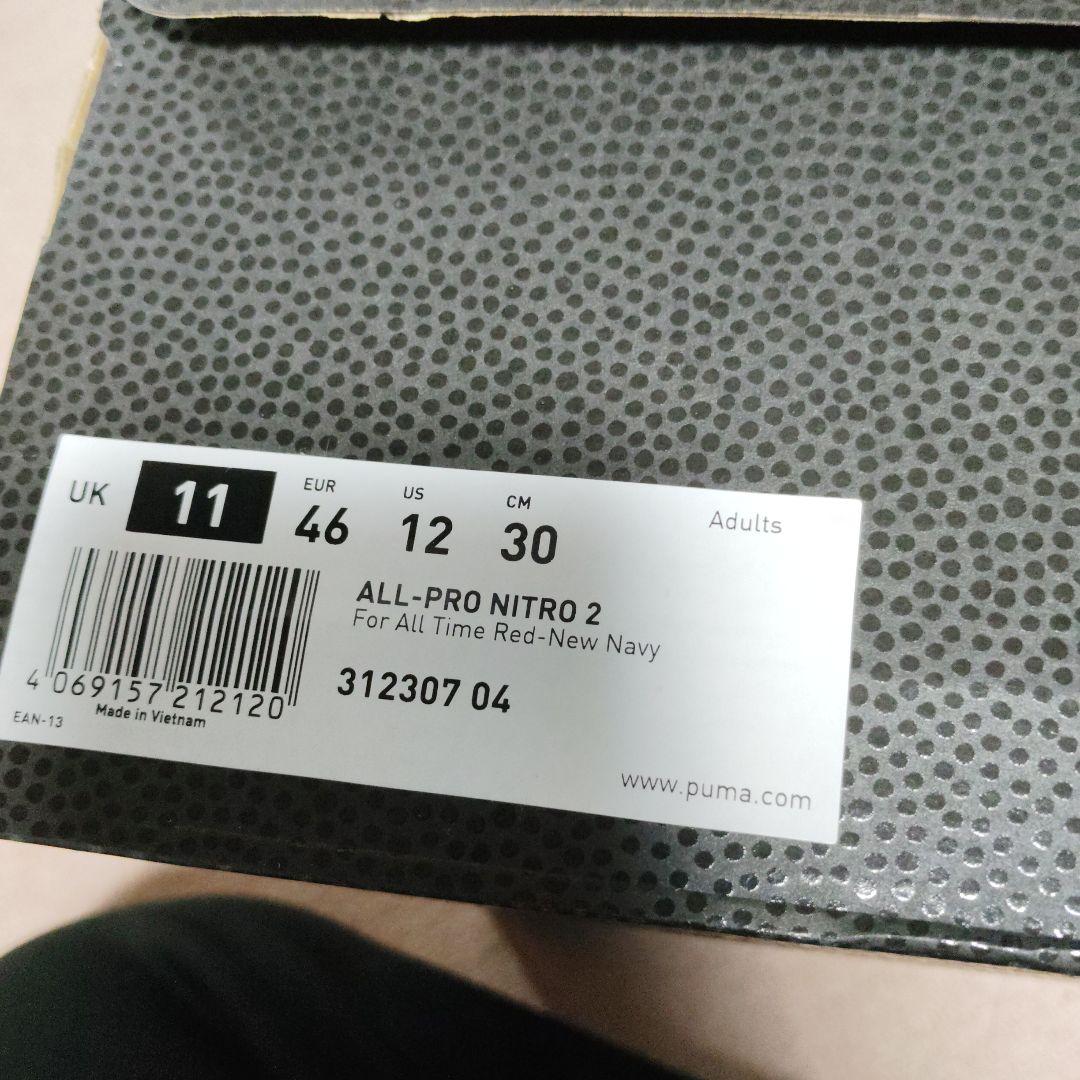 UK 11 EUR 46 US 12 CM 30 Adults
ALL-PRO NITRO 2
For All Time Red-New Navy
312307 04
4 069157 212120
EAN-13 Made in Vietnam
www.puma.com